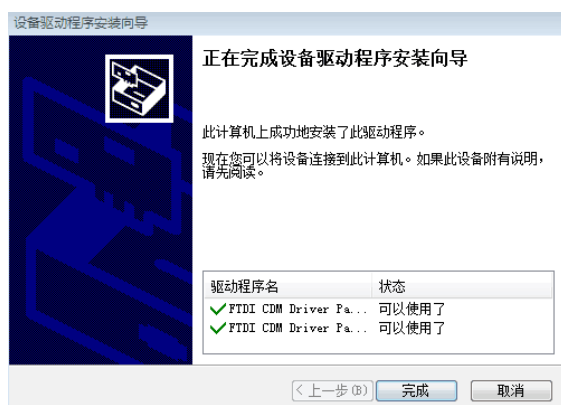 设备驱动程序安装向导
正在完成设备驱动程序安装向导
此计算机上成功地安装了此驱动程序。
现在您可以将设备连接到此计算机。如果此设备附有说明，
请先阅读。
驱动程序名 状态
FTDI CDM Driver Pa... 可以使用了
FTDI CDM Driver Pa... 可以使用了
<上一步(B) 完成 取消